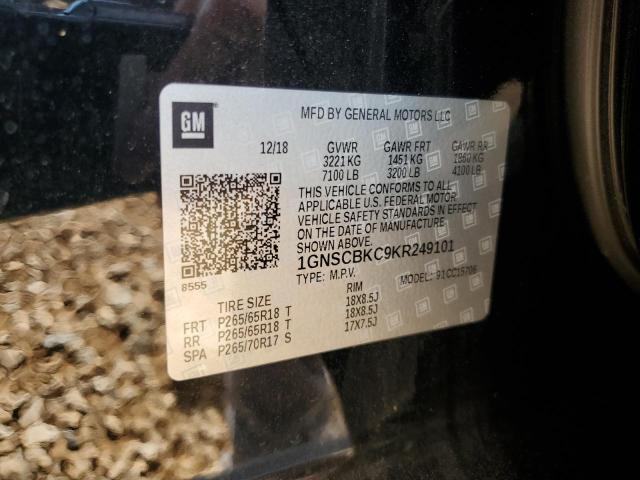 GM
MFD BY GENERAL MOTORS LLC
12/18 GVWR GAWR FRT GAWR RR
3221 KG 1451 KG 1860 KG
7100 LB 3200 LB 4100 LB
THIS VEHICLE CONFORMS TO ALL
APPLICABLE U.S. FEDERAL MOTOR
VEHICLE SAFETY STANDARDS IN EFFECT
ON THE DATE OF MANUFACTURE
SHOWN ABOVE.
1GNSCBKC9KR249101
TYPE: M.P.V. MODEL: 91CC15706
8555
TIRE SIZE RIM
FRT P265/65R18 T 18X8.5J
RR P265/65R18 T 18X8.5J
SPA P265/70R17 S 17X7.5J